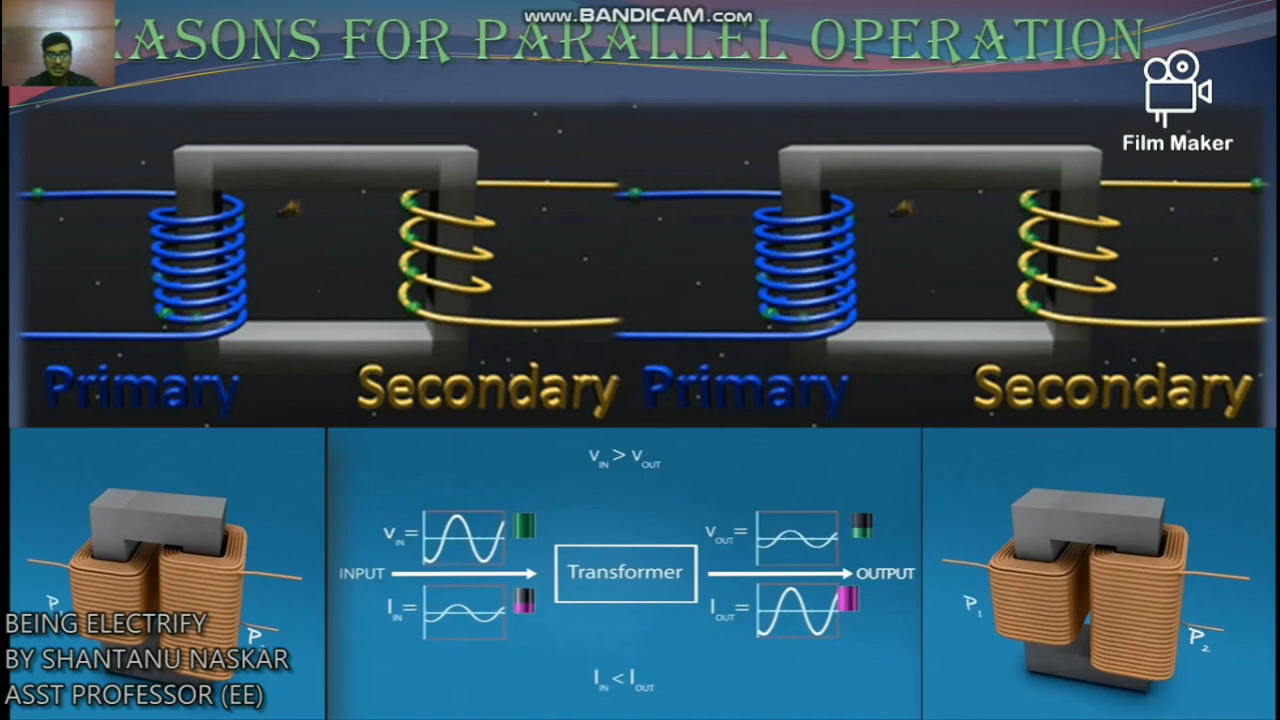 www.BANDICAM.com
EASONS FOR PARALLEL OPERATION
Film Maker
Primary
Secondary
Primary
Secondary
VIN > VOUT
VIN =
VOUT =
INPUT
Transformer
OUTPUT
IIN =
IOUT =
IIN < IOUT
P1
P2
BEING ELECTRIFY
BY SHANTANU NASKAR
ASST PROFESSOR (EE)